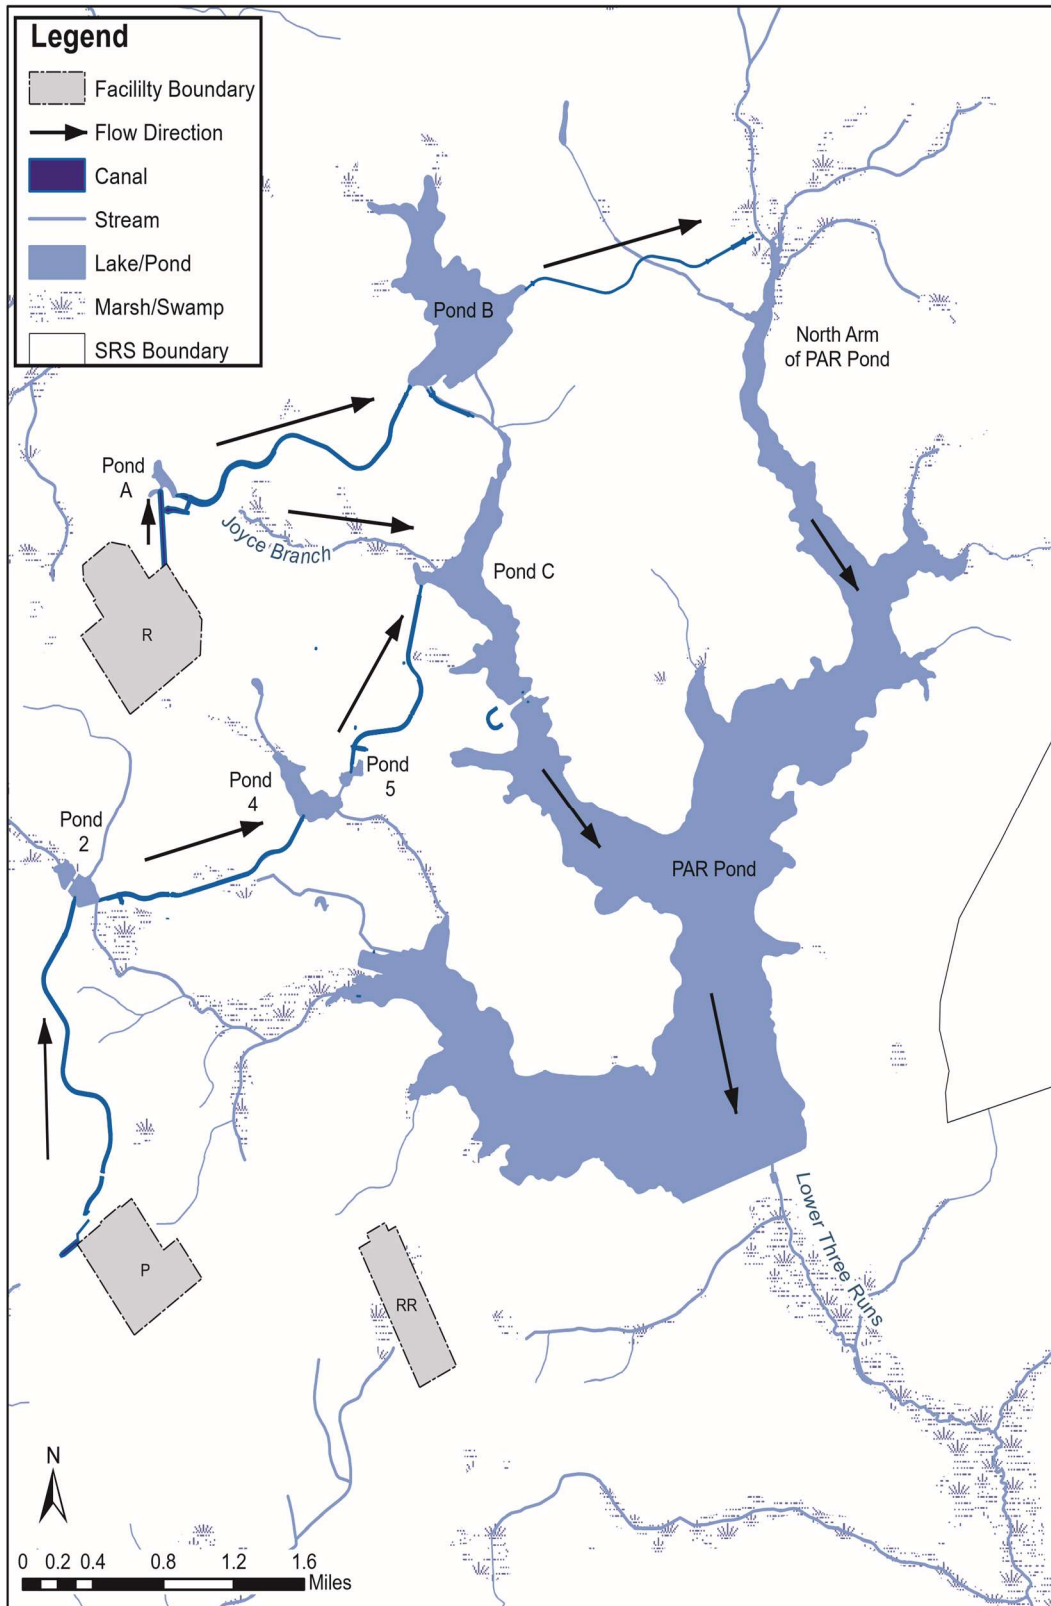 Legend
Facililty Boundary
Flow Direction
Canal
Stream
Lake/Pond
Marsh/Swamp
SRS Boundary
Pond B
North Arm
of PAR Pond
Pond
A
Joyce Branch
Pond C
R
Pond
4
Pond
5
Pond
2
PAR Pond
Lower Three Runs
P
RR
N
0 0.2 0.4 0.8 1.2 1.6
Miles